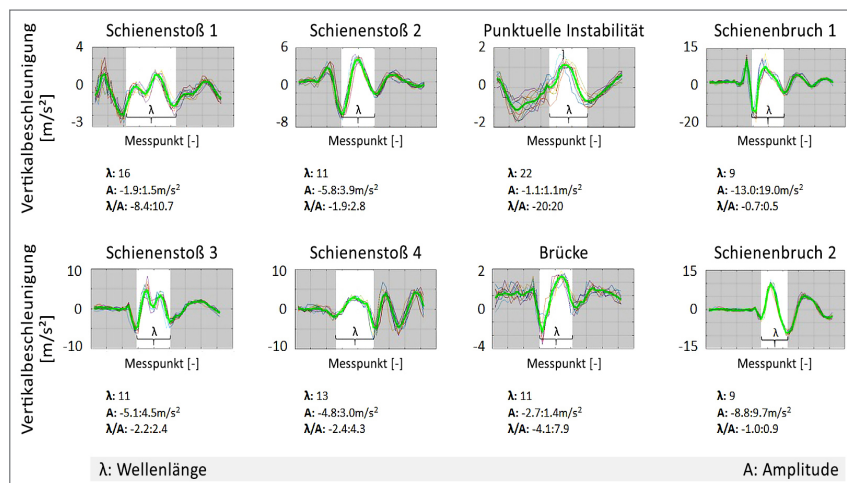 Schienenstoß 1
Schienenstoß 2
Punktuelle Instabilität
Schienenbruch 1
Vertikalbeschleunigung
[m/s²]
4
0
-3
λ
6
0
-8
λ
2
0
-2
λ
15
0
-20
λ
Messpunkt [-]
Messpunkt [-]
Messpunkt [-]
Messpunkt [-]
λ: 16
A: -1.9:1.5m/s²
λ/A: -8.4:10.7
λ: 11
A: -5.8:3.9m/s²
λ/A: -1.9:2.8
λ: 22
A: -1.1:1.1m/s²
λ/A: -20:20
λ: 9
A: -13.0:19.0m/s²
λ/A: -0.7:0.5
Schienenstoß 3
Schienenstoß 4
Brücke
Schienenbruch 2
Vertikalbeschleunigung
[m/s²]
10
0
-10
λ
10
0
-10
λ
2
0
-4
λ
15
0
-15
λ
Messpunkt [-]
Messpunkt [-]
Messpunkt [-]
Messpunkt [-]
λ: 11
A: -5.1:4.5m/s²
λ/A: -2.2:2.4
λ: 13
A: -4.8:3.0m/s²
λ/A: -2.4:4.3
λ: 11
A: -2.7:1.4m/s²
λ/A: -4.1:7.9
λ: 9
A: -8.8:9.7m/s²
λ/A: -1.0:0.9
λ: Wellenlänge
A: Amplitude